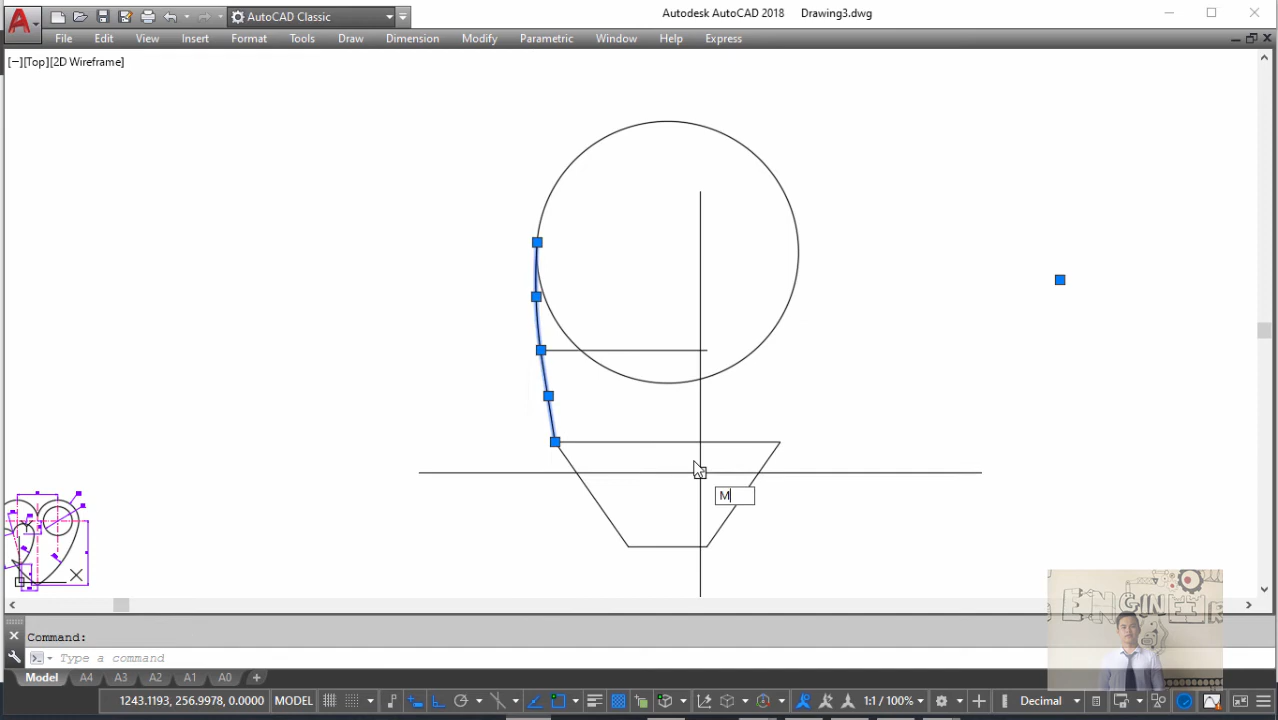 AutoCAD Classic
Autodesk AutoCAD 2018 Drawing3.dwg
File Edit View Insert Format Tools Draw Dimension Modify Parametric Window Help Express
[−][Top][2D Wireframe]
M
X
ENGINEER
Command:
Type a command
Model A4 A3 A2 A1 A0 +
1243.1193, 256.9978, 0.0000 MODEL 1:1 / 100% Decimal